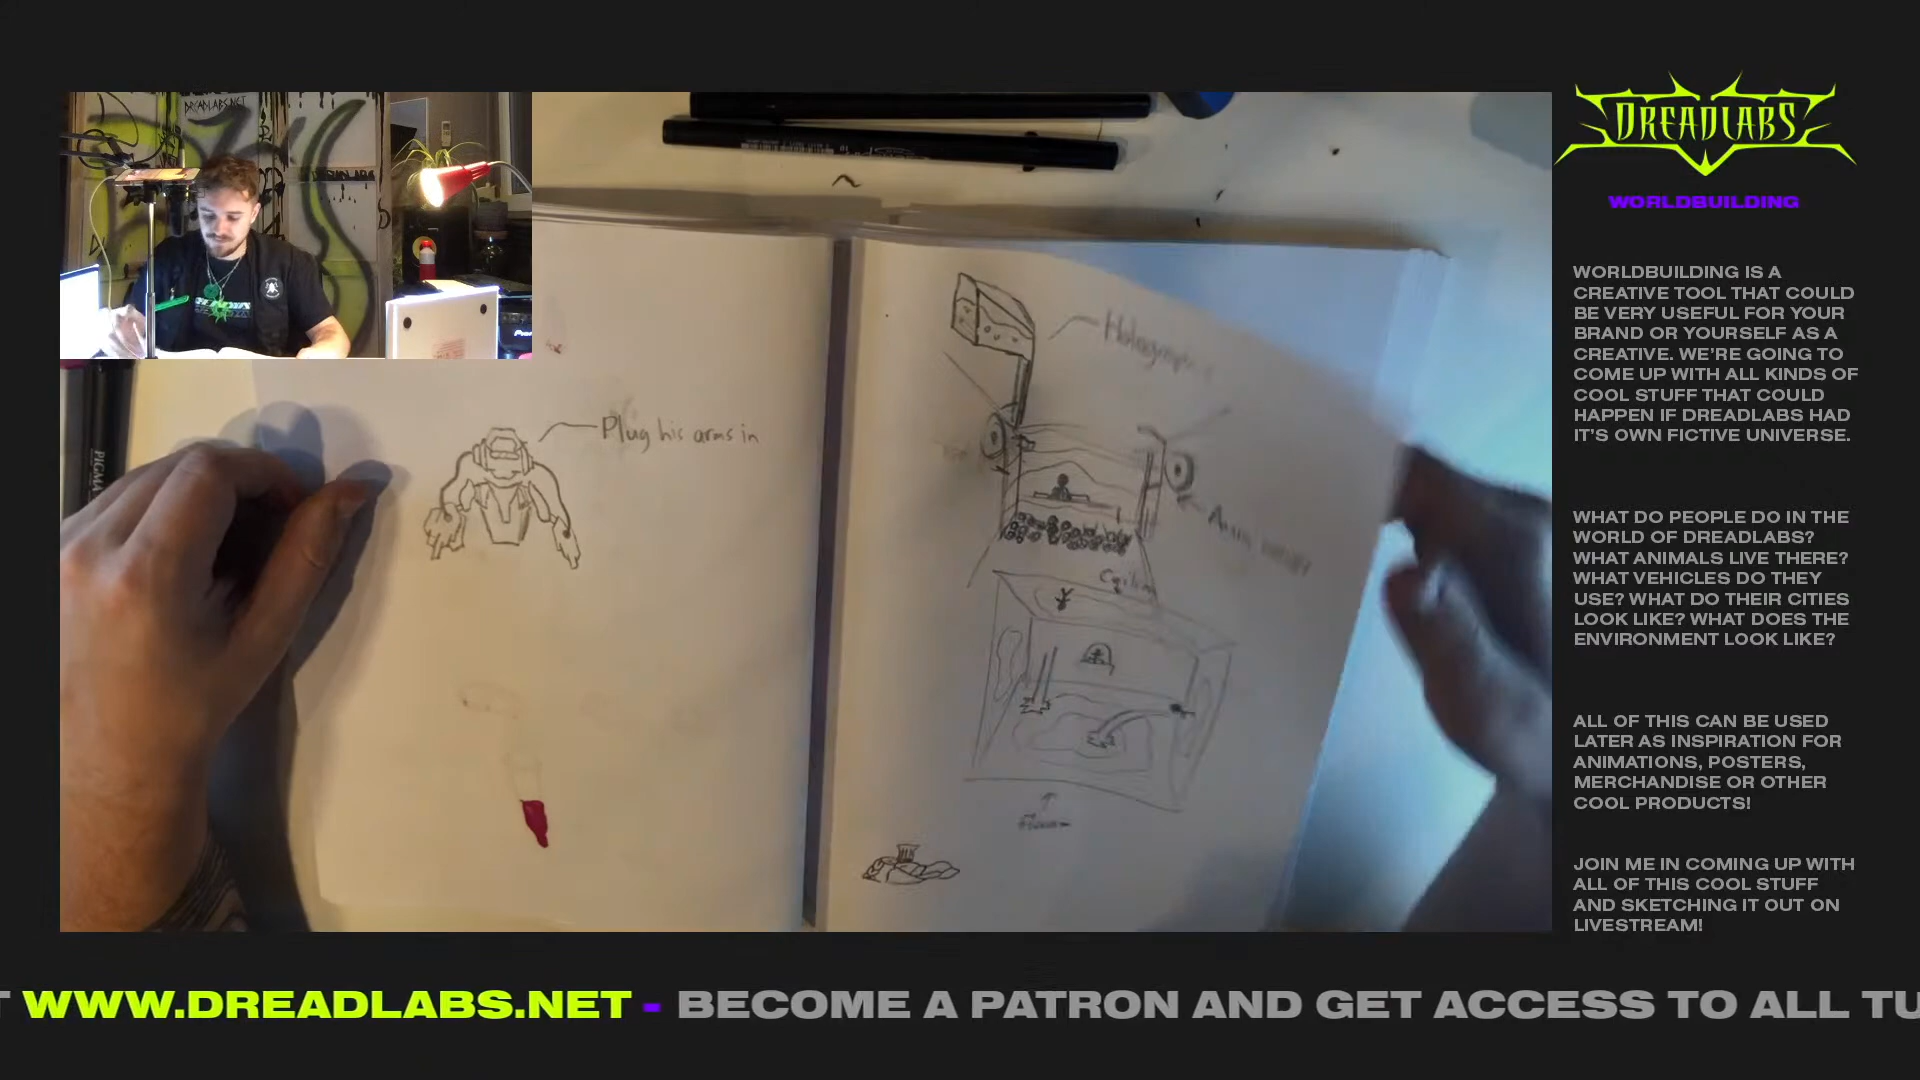 DREADLABS
WORLDBUILDING
WORLDBUILDING IS A
CREATIVE TOOL THAT COULD
BE VERY USEFUL FOR YOUR
BRAND OR YOURSELF AS A
CREATIVE. WE'RE GOING TO
COME UP WITH ALL KINDS OF
COOL STUFF THAT COULD
HAPPEN IF DREADLABS HAD
IT'S OWN FICTIVE UNIVERSE.
WHAT DO PEOPLE DO IN THE
WORLD OF DREADLABS?
WHAT ANIMALS LIVE THERE?
WHAT VEHICLES DO THEY
USE? WHAT DO THEIR CITIES
LOOK LIKE? WHAT DOES THE
ENVIRONMENT LOOK LIKE?
ALL OF THIS CAN BE USED
LATER AS INSPIRATION FOR
ANIMATIONS, POSTERS,
MERCHANDISE OR OTHER
COOL PRODUCTS!
JOIN ME IN COMING UP WITH
ALL OF THIS COOL STUFF
AND SKETCHING IT OUT ON
LIVESTREAM!
DREADLABS.NET
Plug his arms in
PIGMA
WWW.DREADLABS.NET - BECOME A PATRON AND GET ACCESS TO ALL TU